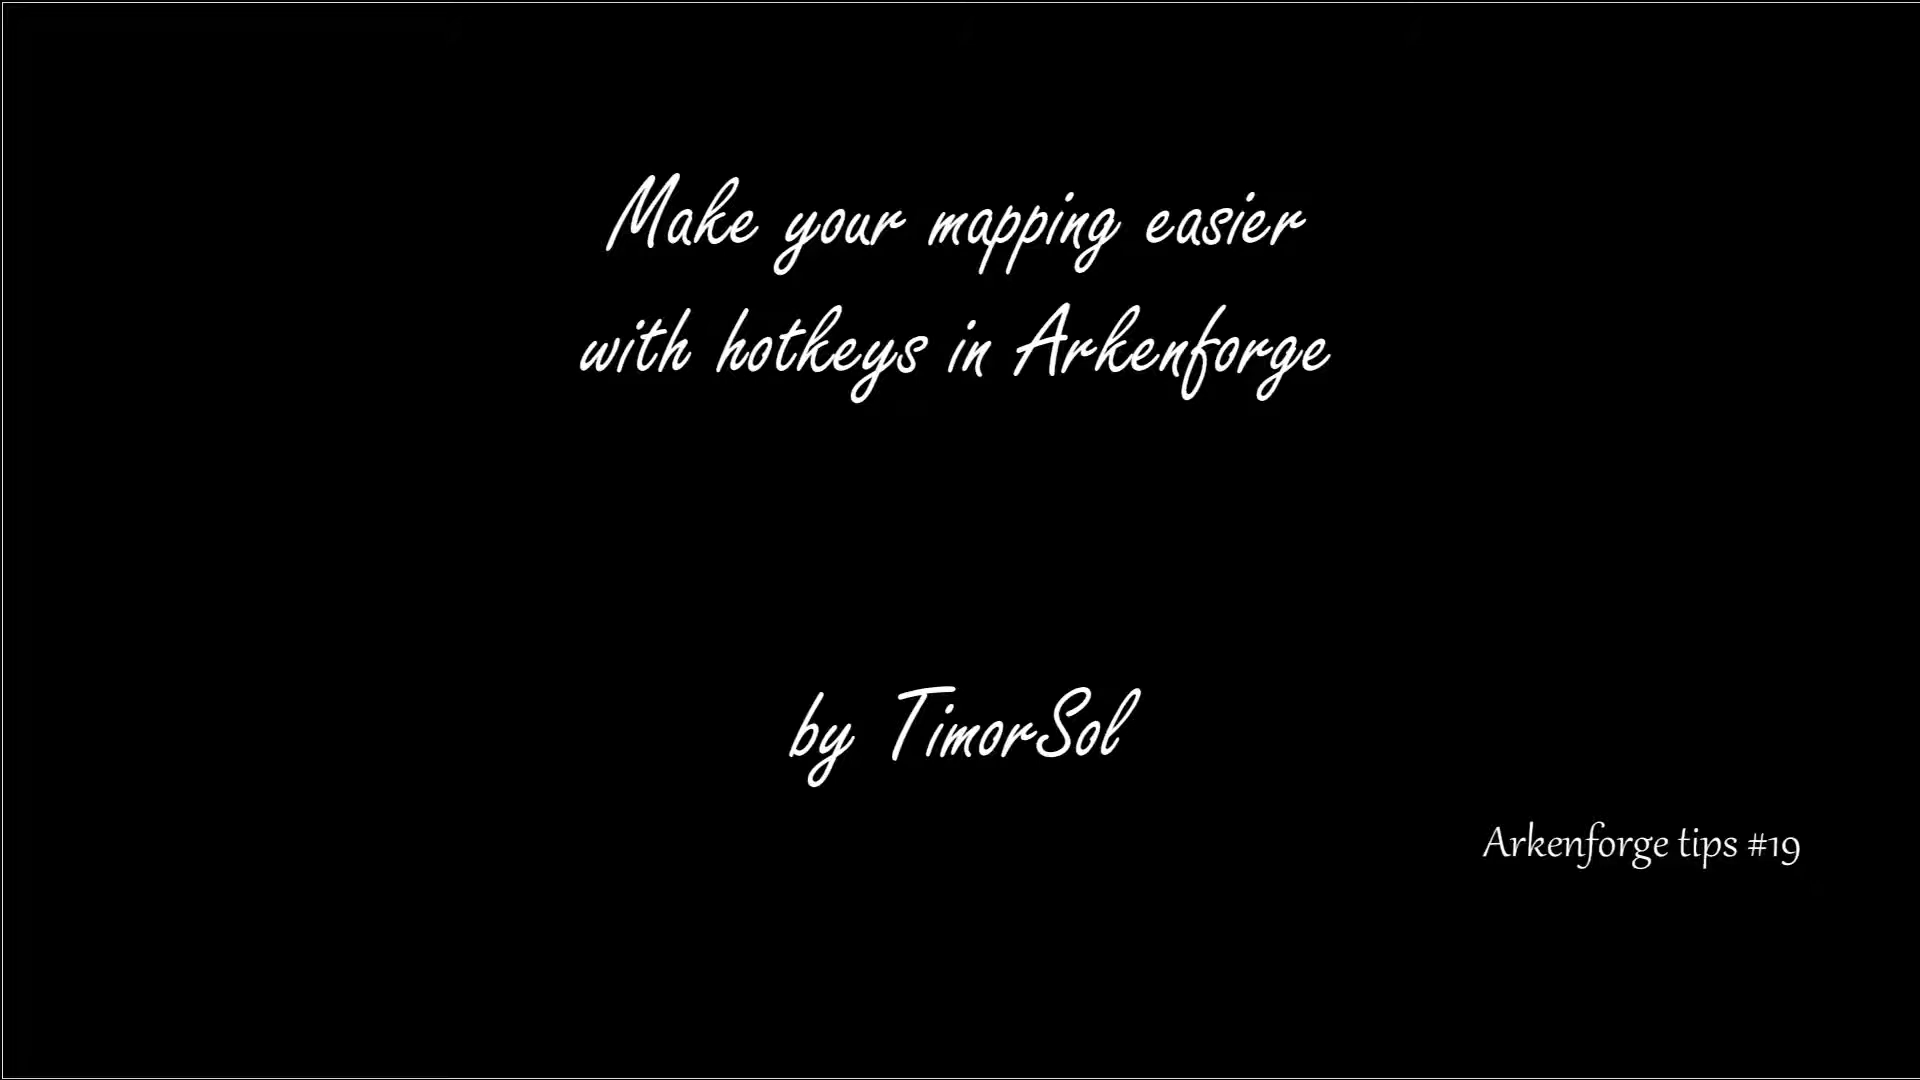 Make your mapping easier
with hotkeys in Arkenforge
by TimorSol
Arkenforge tips #19